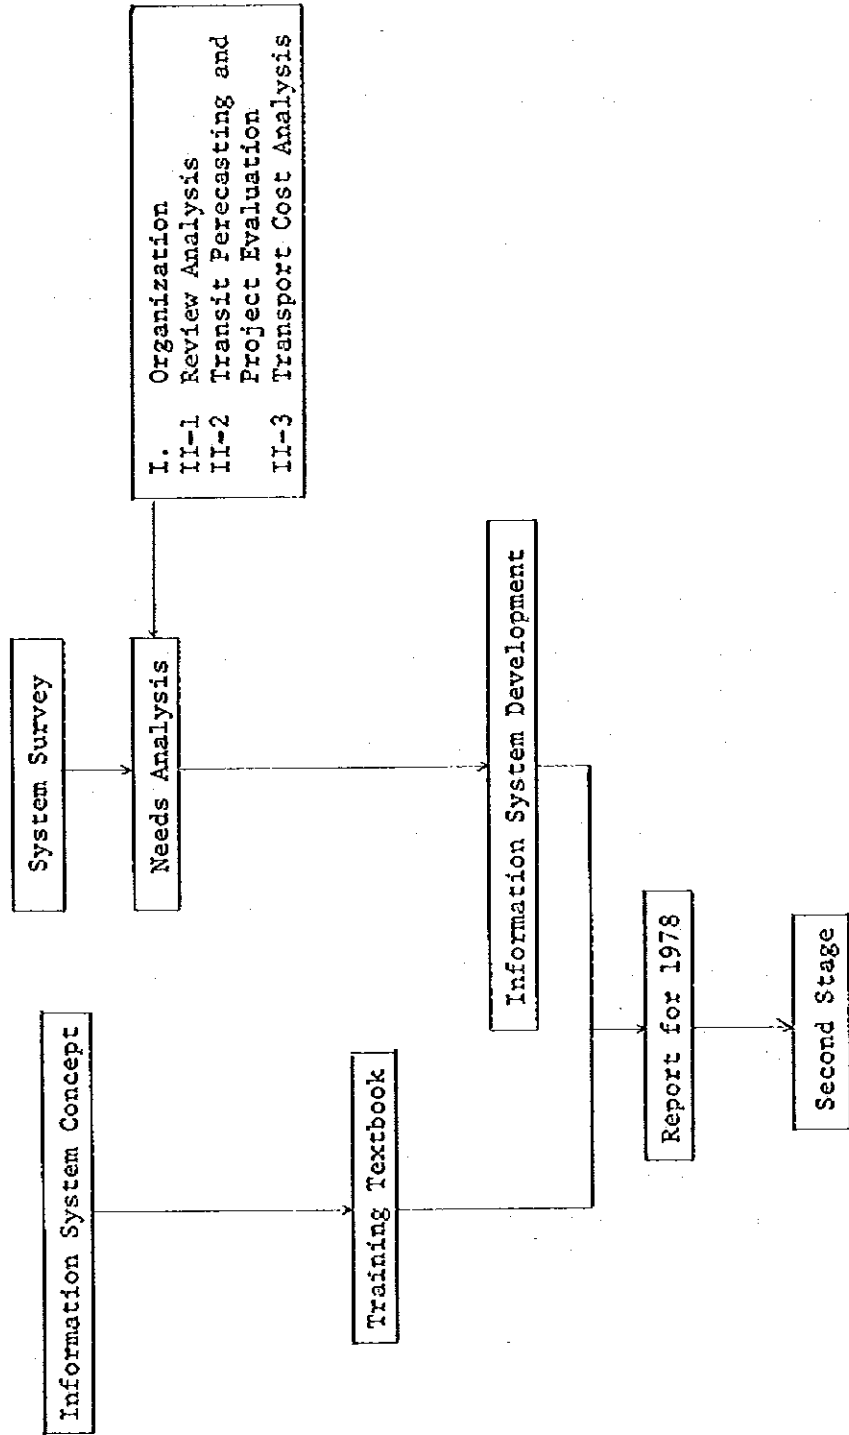 Information System Concept
System Survey
Needs Analysis
I. Organization
II-1 Review Analysis
II-2 Transit Perecasting and
Project Evaluation
II-3 Transport Cost Analysis
Training Textbook
Information System Development
Report for 1978
Second Stage